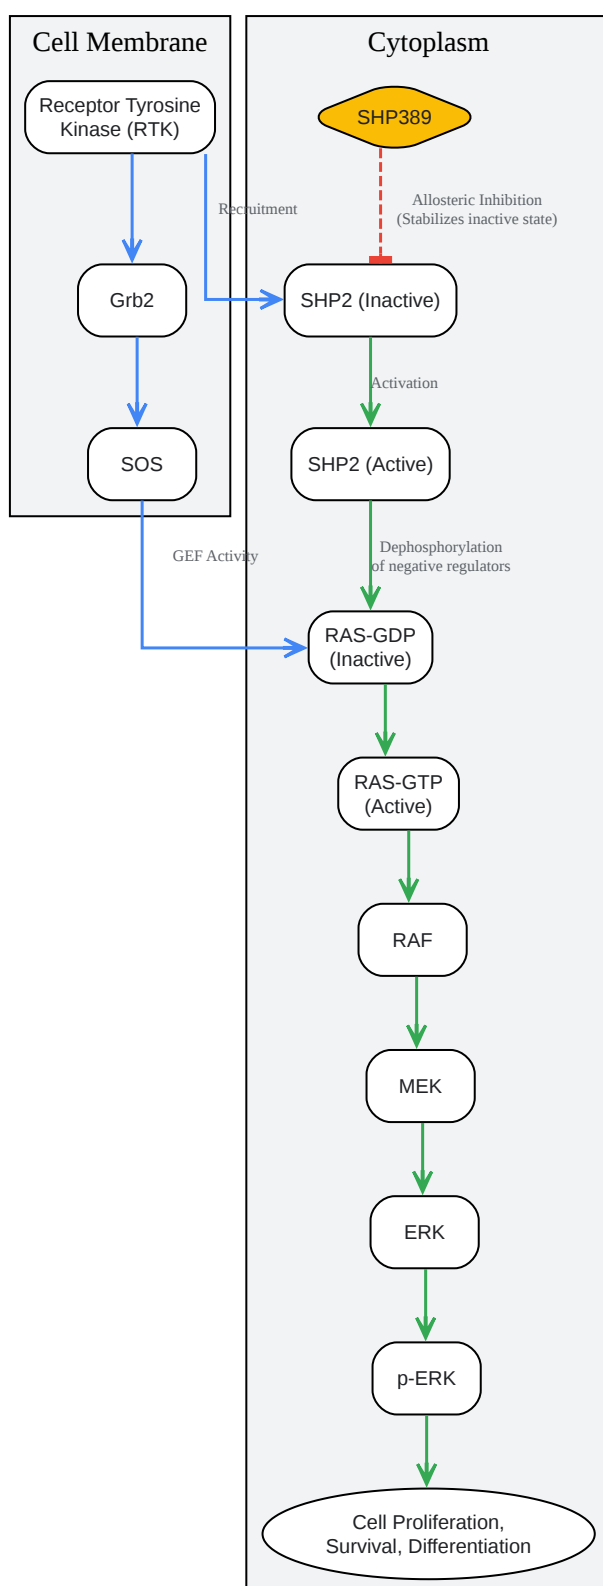 Cell Membrane
Cytoplasm
Receptor Tyrosine
Kinase (RTK)
SHP389
Recruitment
Allosteric Inhibition
(Stabilizes inactive state)
Grb2
SHP2 (Inactive)
Activation
SOS
SHP2 (Active)
GEF Activity
Dephosphorylation
of negative regulators
RAS-GDP
(Inactive)
RAS-GTP
(Active)
RAF
MEK
ERK
p-ERK
Cell Proliferation,
Survival, Differentiation